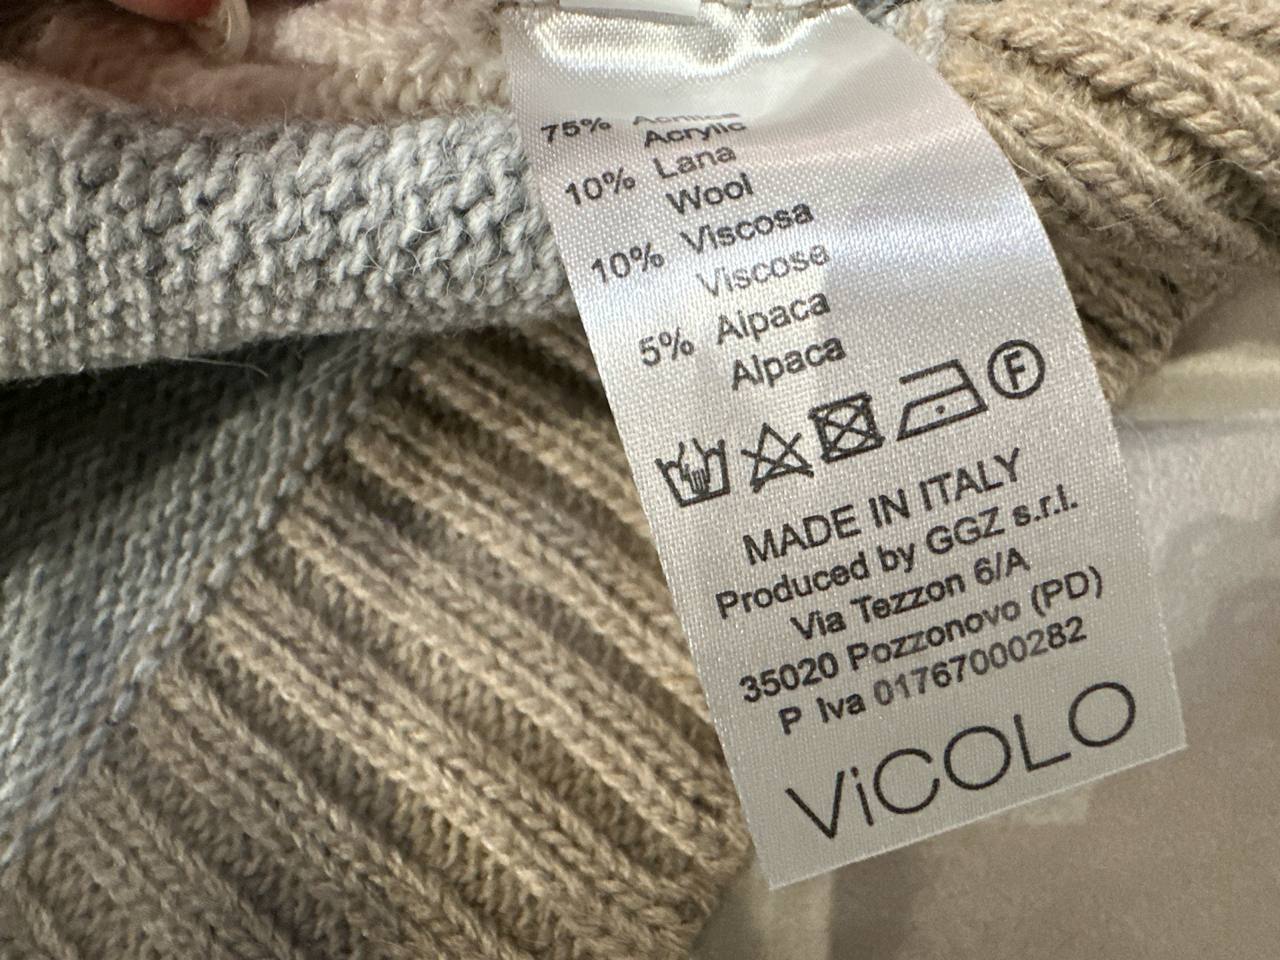 75% Acrilico
Acrylic
10% Lana
Wool
10% Viscosa
Viscose
5% Alpaca
Alpaca
F
MADE IN ITALY
Produced by GGZ s.r.l.
Via Tezzon 6/A
35020 Pozzonovo (PD)
P Iva 01767000282
ViCOLO